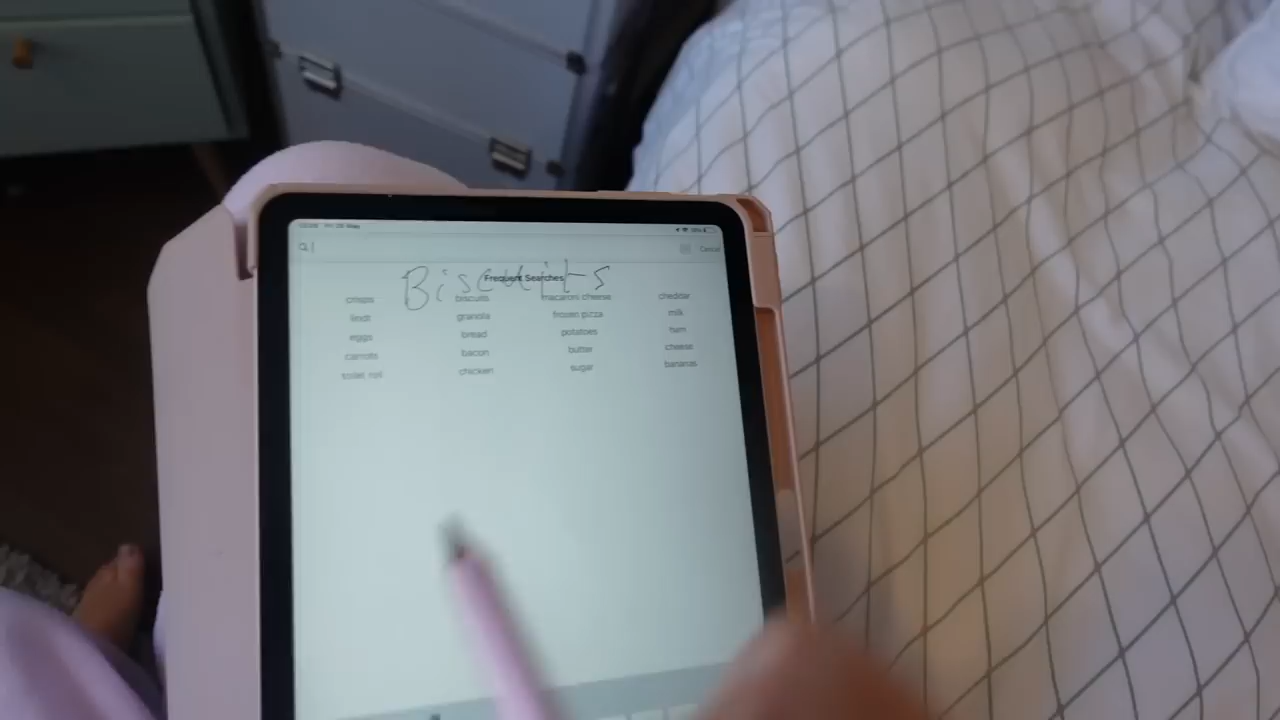 Cancel
Biscuits
Frequent Searches
crisps biscuits macaroni cheese cheddar
lindt granola frozen pizza milk
eggs bread potatoes ham
carrots bacon butter cheese
toilet roll chicken sugar bananas